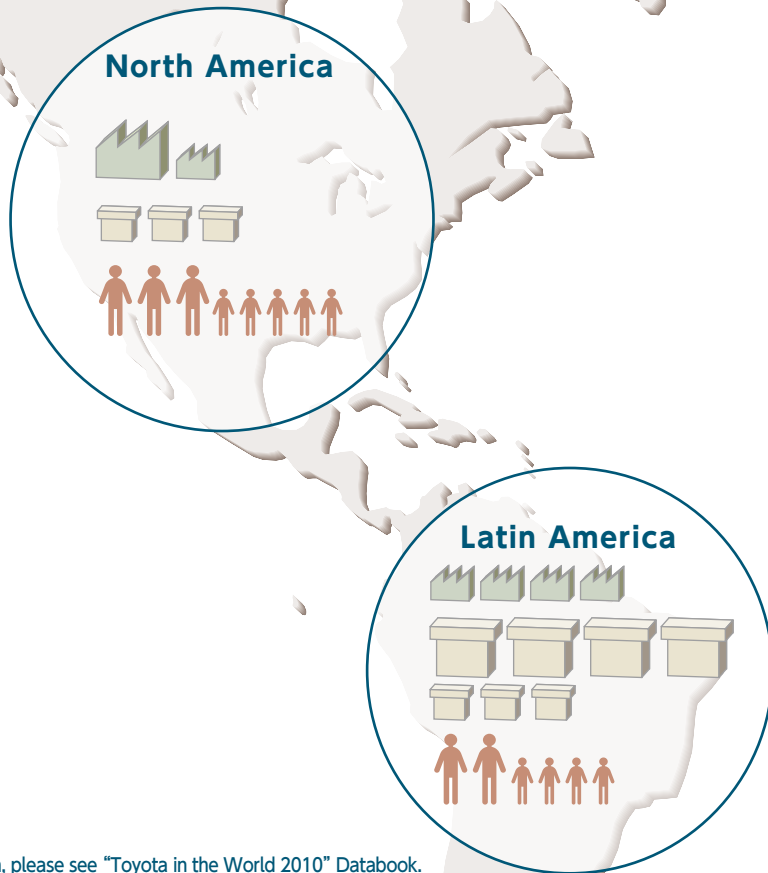 North America
Latin America
, please see “Toyota in the World 2010” Databook.